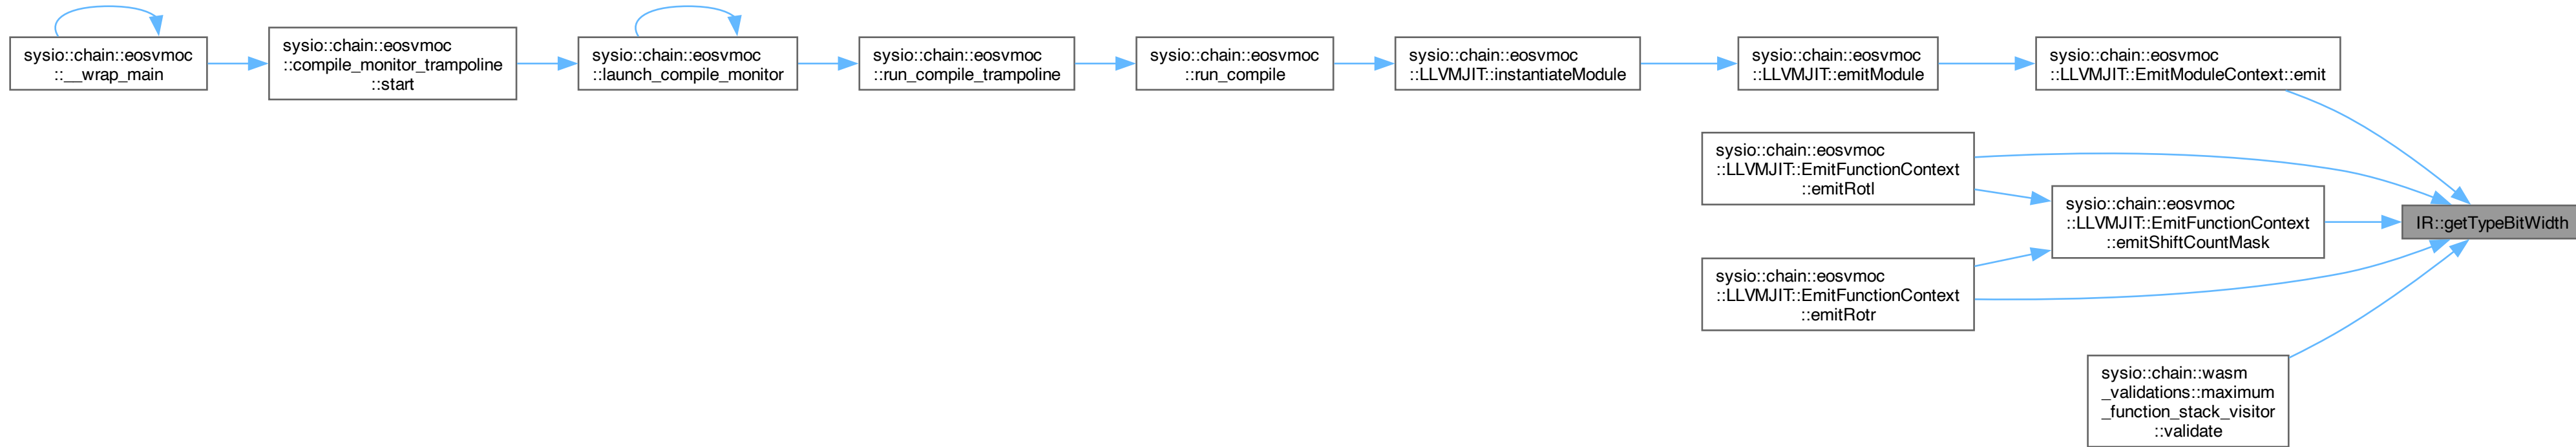 sysio::chain::eosvmoc
::__wrap_main
sysio::chain::eosvmoc
::compile_monitor_trampoline
::start
sysio::chain::eosvmoc
::launch_compile_monitor
sysio::chain::eosvmoc
::run_compile_trampoline
sysio::chain::eosvmoc
::run_compile
sysio::chain::eosvmoc
::LLVMJIT::instantiateModule
sysio::chain::eosvmoc
::LLVMJIT::emitModule
sysio::chain::eosvmoc
::LLVMJIT::EmitModuleContext::emit
sysio::chain::eosvmoc
::LLVMJIT::EmitFunctionContext
::emitRotl
sysio::chain::eosvmoc
::LLVMJIT::EmitFunctionContext
::emitShiftCountMask
IR::getTypeBitWidth
sysio::chain::eosvmoc
::LLVMJIT::EmitFunctionContext
::emitRotr
sysio::chain::wasm
_validations::maximum
_function_stack_visitor
::validate